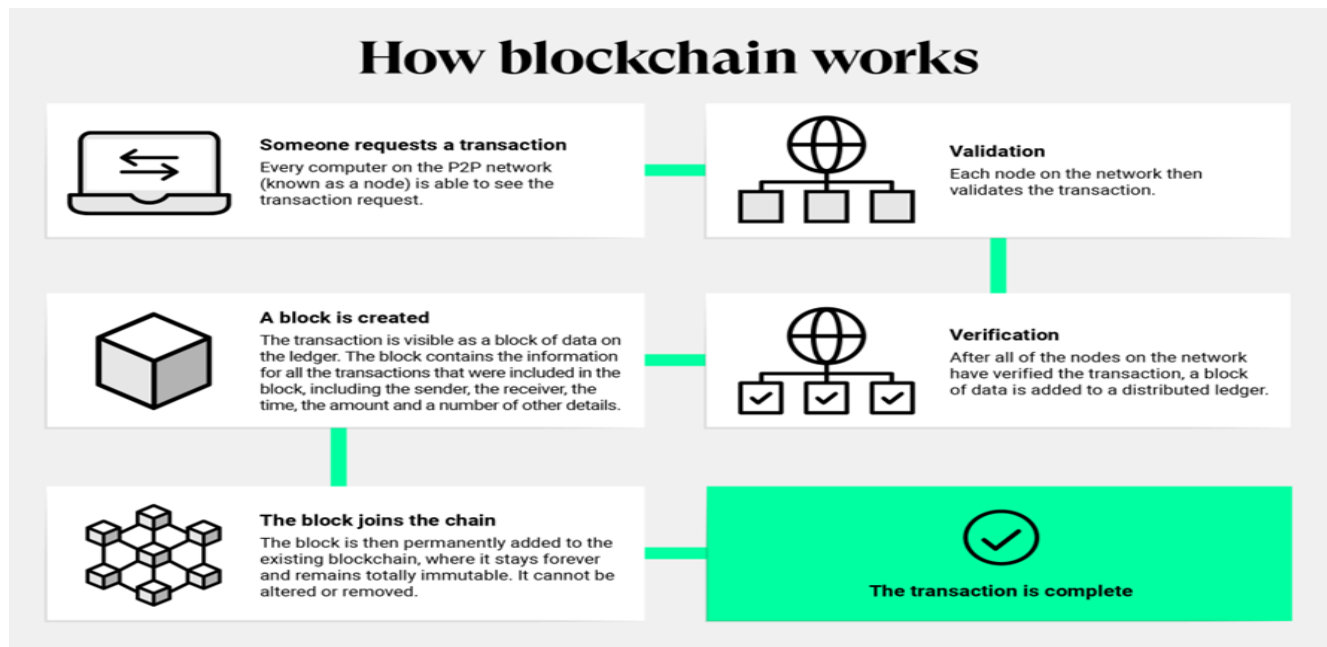 How blockchain works
Someone requests a transaction
Every computer on the P2P network
(known as a node) is able to see the
transaction request.
Validation
Each node on the network then
validates the transaction.
Verification
After all of the nodes on the network
have verified the transaction, a block
of data is added to a distributed ledger.
A block is created
The transaction is visible as a block of data on
the ledger. The block contains the information
for all the transactions that were included in the
block, including the sender, the receiver, the
time, the amount and a number of other details.
The block joins the chain
The block is then permanently added to the
existing blockchain, where it stays forever
and remains totally immutable. It cannot be
altered or removed.
The transaction is complete